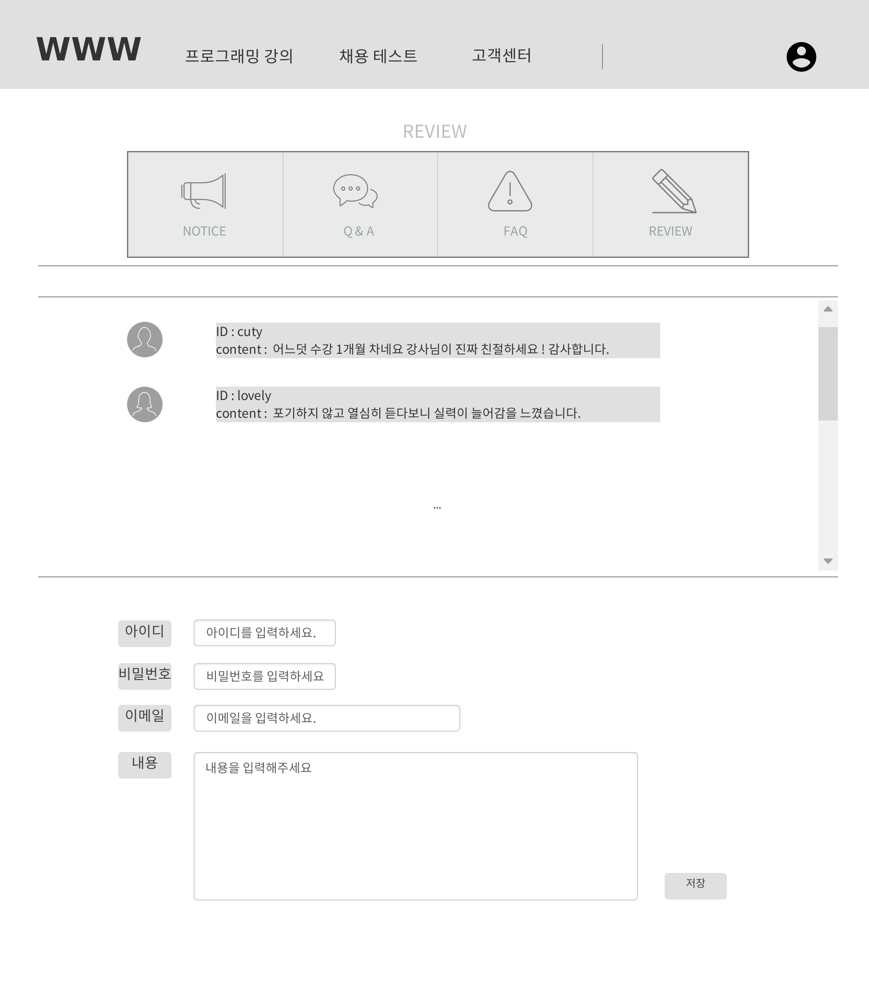 WWW
프로그래밍 강의 채용 테스트 고객센터
REVIEW
NOTICE Q & A FAQ REVIEW
ID : cuty
content : 어느덧 수강 1개월 차네요 강사님이 진짜 친절하세요 ! 감사합니다.
ID : lovely
content : 포기하지 않고 열심히 듣다보니 실력이 늘어감을 느꼈습니다.
...
아이디 아이디를 입력하세요.
비밀번호 비밀번호를 입력하세요
이메일 이메일을 입력하세요.
내용 내용을 입력해주세요
저장